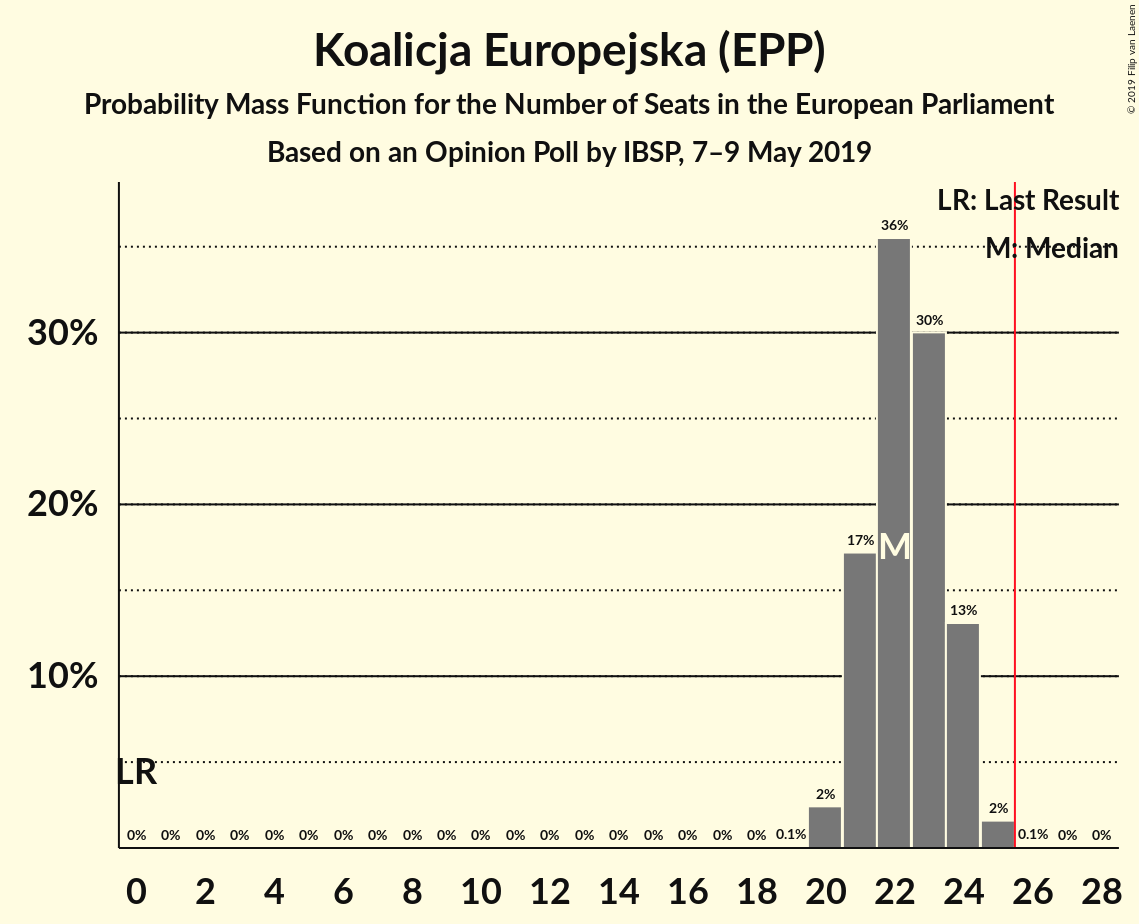 Koalicja Europejska (EPP)
Probability Mass Function for the Number of Seats in the European Parliament
Based on an Opinion Poll by IBSP, 7–9 May 2019
© 2019 Filip van Laenen
LR: Last Result
M: Median
36%
30%
30%
20%
17%
M
13%
10%
LR
2%
2%
0% 0% 0% 0% 0% 0% 0% 0% 0% 0% 0% 0% 0% 0% 0% 0% 0% 0% 0% 0.1% 0.1% 0% 0%
0 2 4 6 8 10 12 14 16 18 20 22 24 26 28